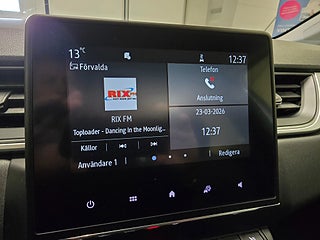 13°C
12:37
Förvalda
Telefon
RIX FM
Anslutning
23-03-2026
RIX FM
Toploader - Dancing In the Moonlig...
12:37
Källor
Användare 1
Redigera